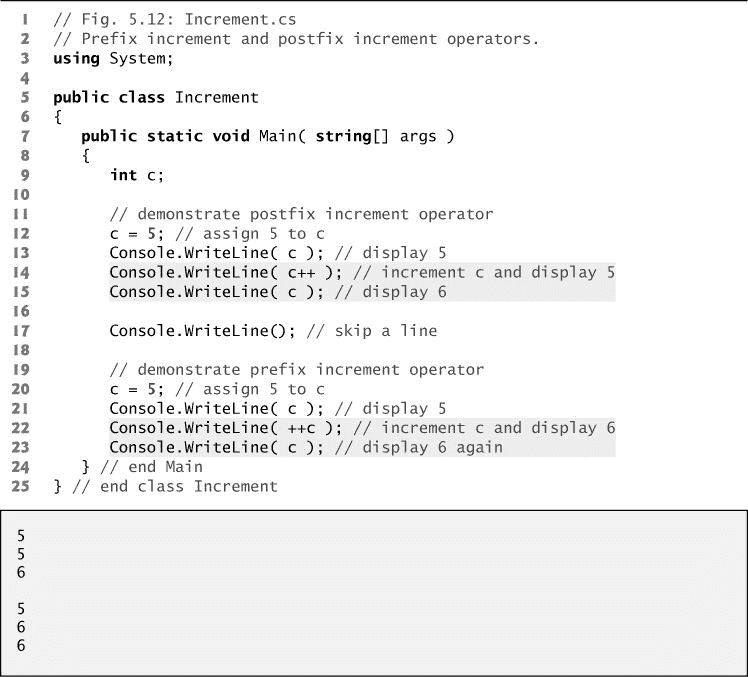 1 // Fig. 5.12: Increment.cs
2 // Prefix increment and postfix increment operators.
3 using System;
4
5 public class Increment
6 {
7 public static void Main( string[] args )
8 {
9 int c;
10
11 // demonstrate postfix increment operator
12 c = 5; // assign 5 to c
13 Console.WriteLine( c ); // display 5
14 Console.WriteLine( c++ ); // increment c and display 5
15 Console.WriteLine( c ); // display 6
16
17 Console.WriteLine(); // skip a line
18
19 // demonstrate prefix increment operator
20 c = 5; // assign 5 to c
21 Console.WriteLine( c ); // display 5
22 Console.WriteLine( ++c ); // increment c and display 6
23 Console.WriteLine( c ); // display 6 again
24 } // end Main
25 } // end class Increment
5
5
6
5
6
6